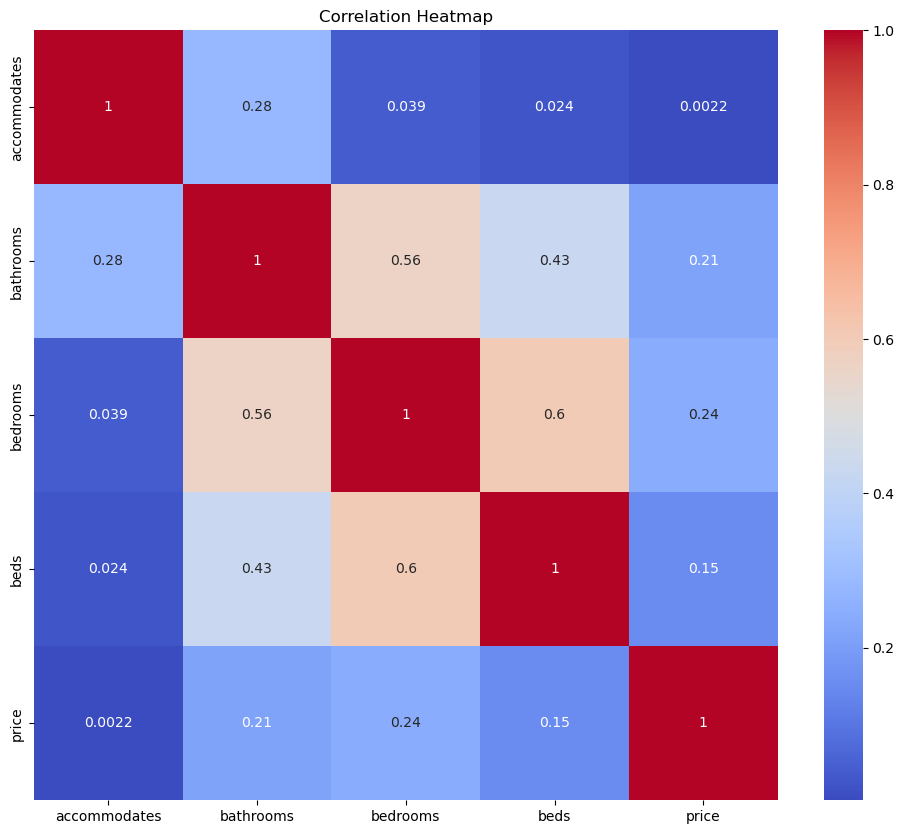 Correlation Heatmap
accommodates 1 0.28 0.039 0.024 0.0022
bathrooms 0.28 1 0.56 0.43 0.21
bedrooms 0.039 0.56 1 0.6 0.24
beds 0.024 0.43 0.6 1 0.15
price 0.0022 0.21 0.24 0.15 1
accommodates bathrooms bedrooms beds price
1.0
0.8
0.6
0.4
0.2